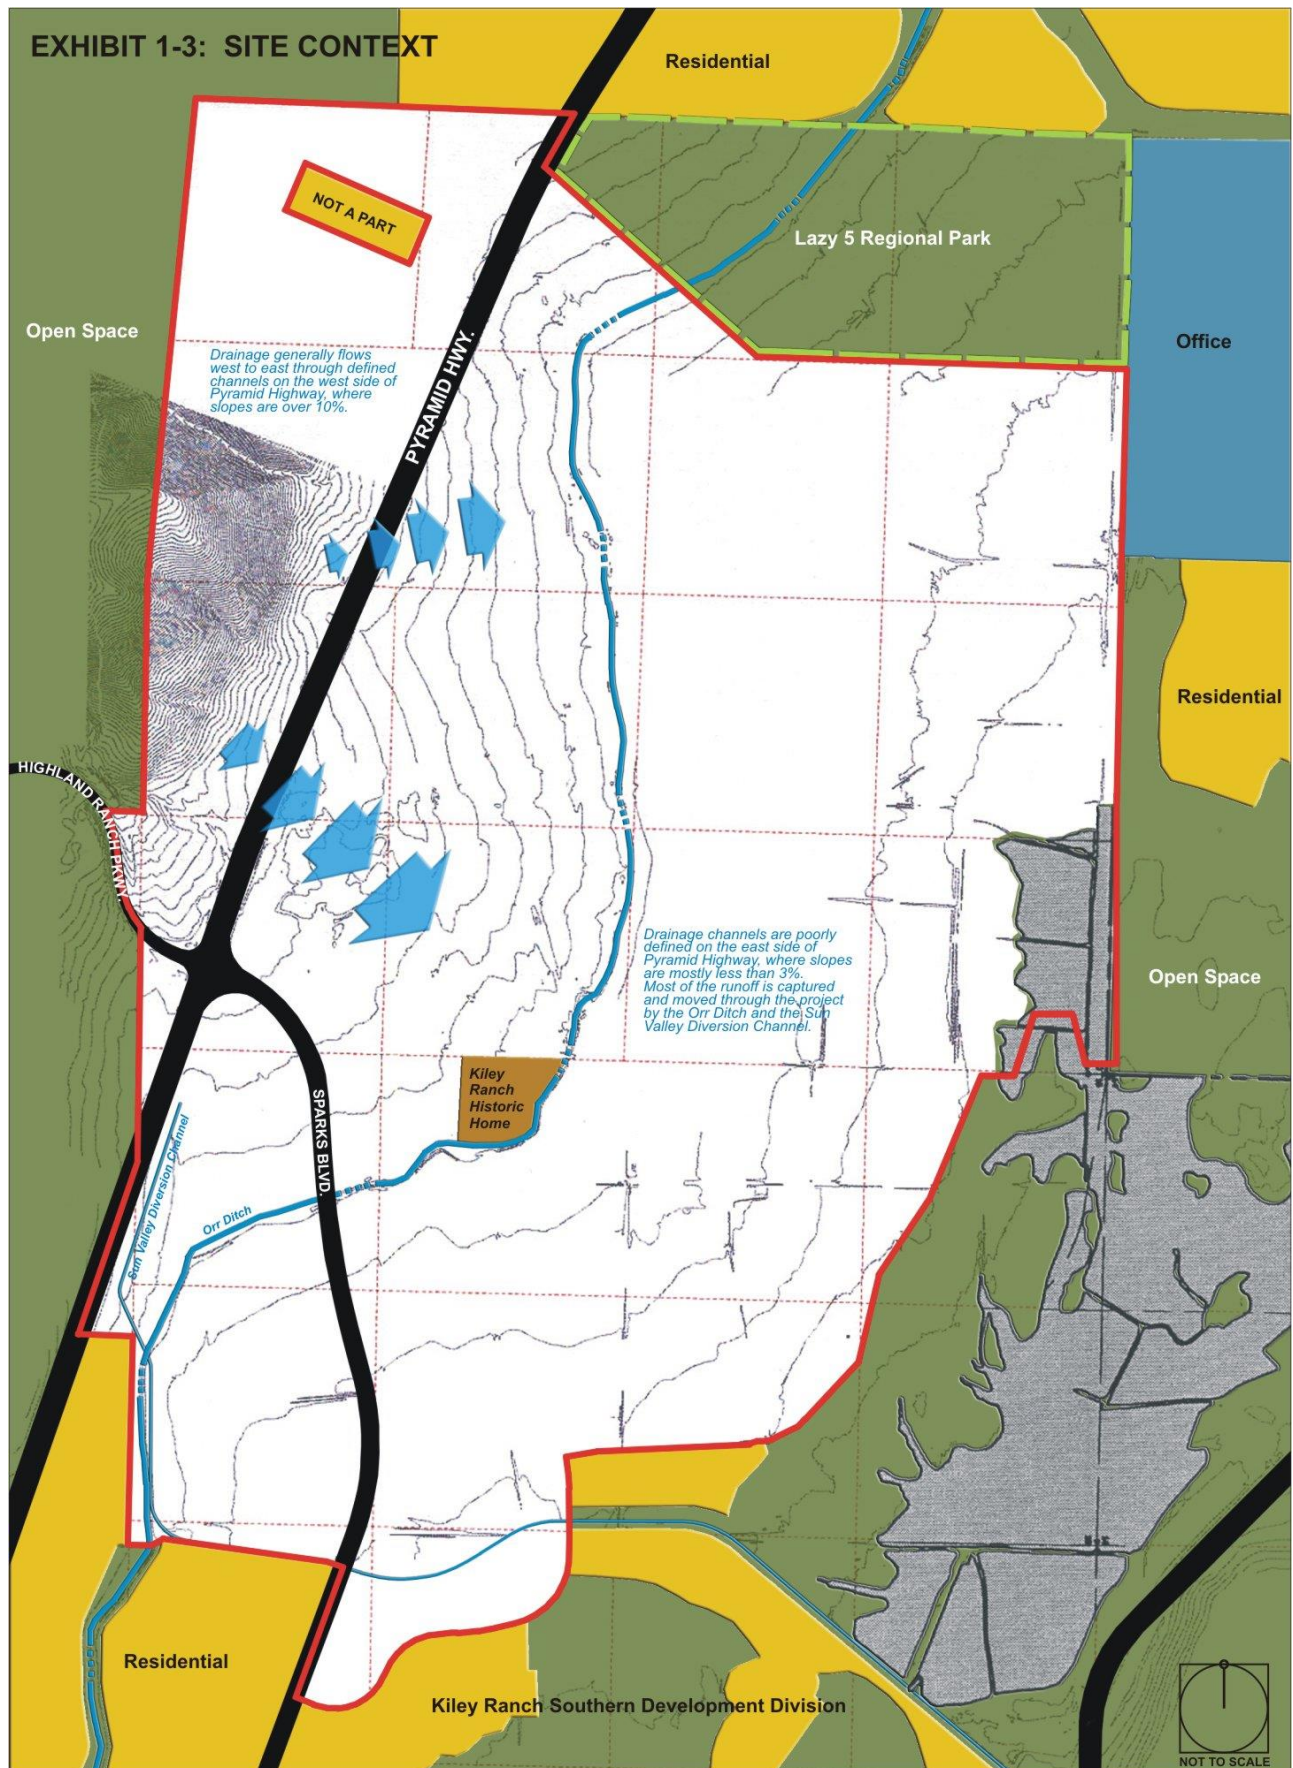 EXHIBIT 1-3:  SITE CONTEXT
Residential
NOT A PART
Lazy 5 Regional Park
Open Space
Office
PYRAMID HWY.
Drainage generally flows
west to east through defined
channels on the west side of
Pyramid Highway, where
slopes are over 10%.
Residential
HIGHLAND RANCH PKWY.
Drainage channels are poorly
defined on the east side of
Pyramid Highway, where slopes
are mostly less than 3%.
Most of the runoff is captured
and moved through the project
by the Orr Ditch and the Sun
Valley Diversion Channel.
Open Space
Kiley
Ranch
Historic
Home
SPARKS BLVD.
Sun Valley Diversion Channel
Orr Ditch
Residential
Kiley Ranch Southern Development Division
NOT TO SCALE